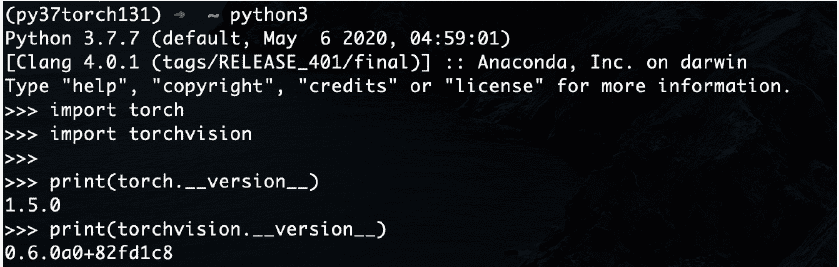 (py37torch131) ➜  ~ python3
Python 3.7.7 (default, May  6 2020, 04:59:01)
[Clang 4.0.1 (tags/RELEASE_401/final)] :: Anaconda, Inc. on darwin
Type "help", "copyright", "credits" or "license" for more information.
>>> import torch
>>> import torchvision
>>>
>>> print(torch.__version__)
1.5.0
>>> print(torchvision.__version__)
0.6.0a0+82fd1c8